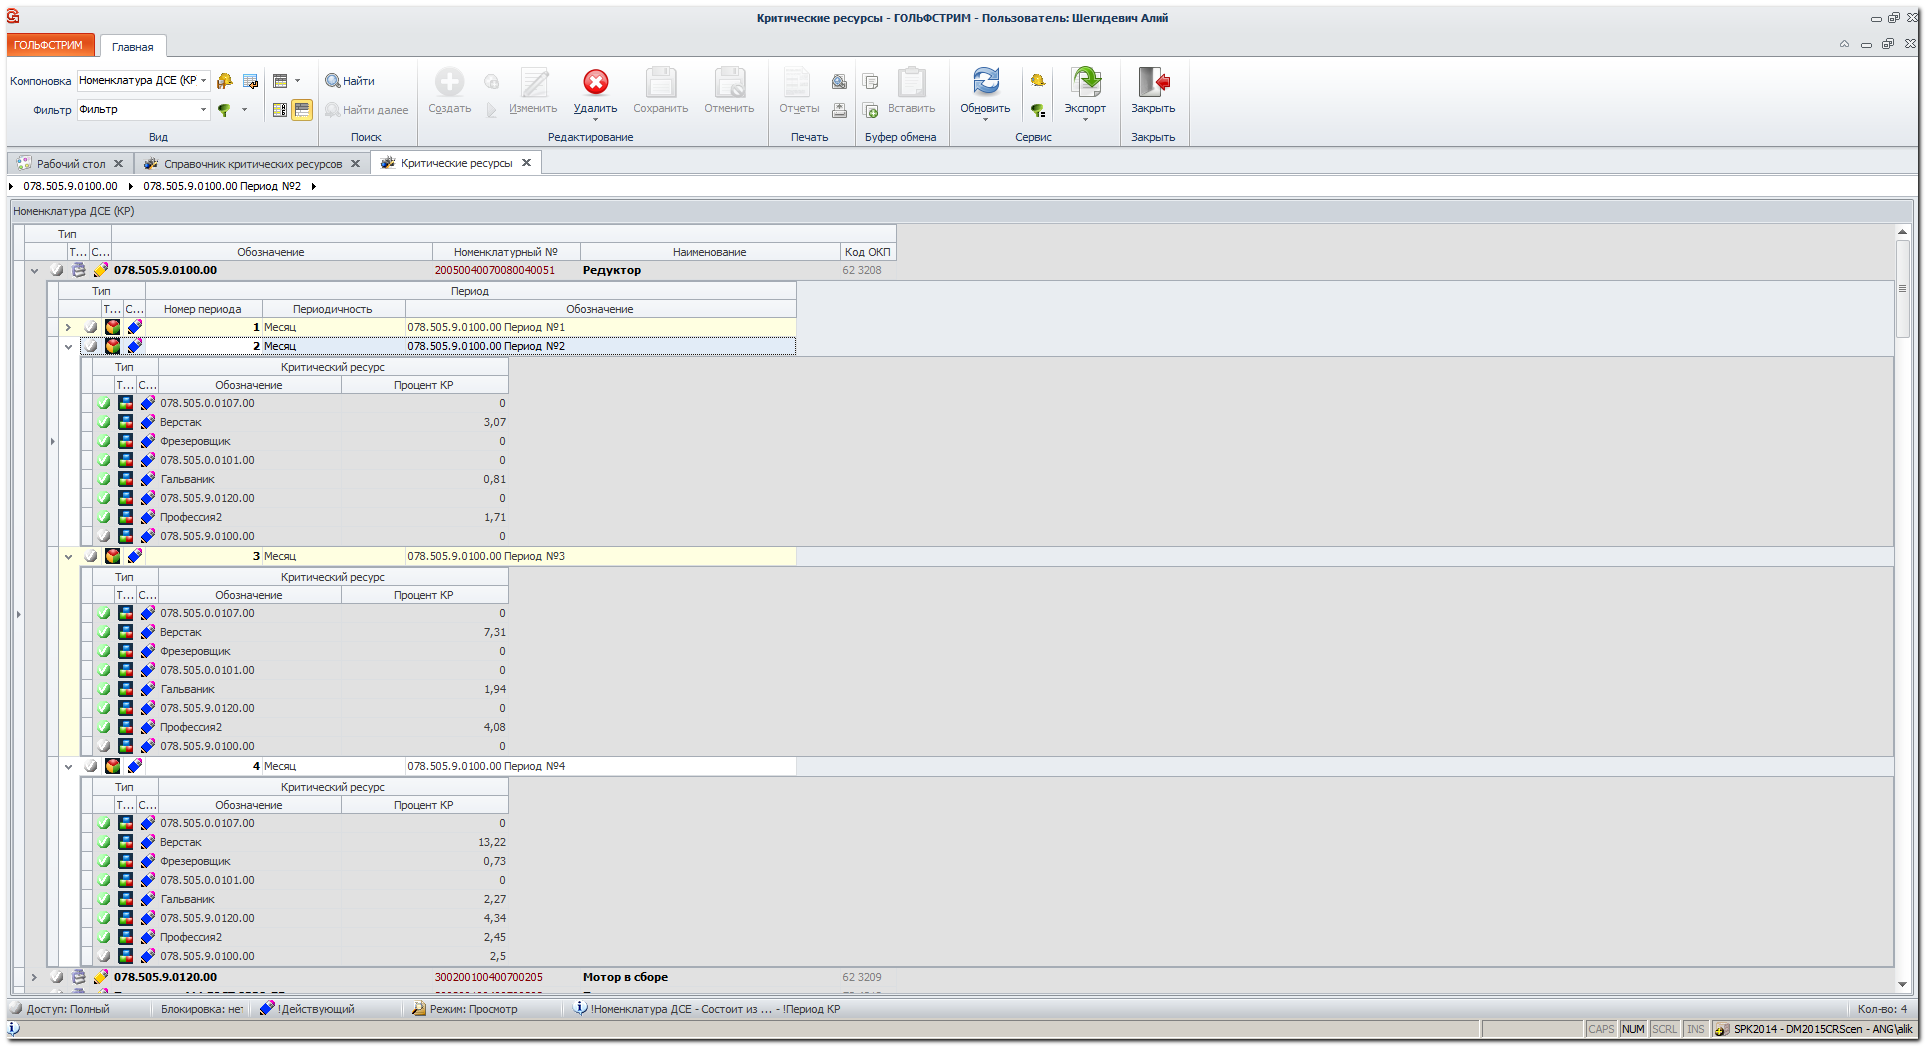 Критические ресурсы - ГОЛЬФСТРИМ - Пользователь: Шегидевич Алий
ГОЛЬФСТРИМ Главная
Компоновка Номенклатура ДСЕ (КР
Фильтр Фильтр
Вид
Найти
Найти далее
Поиск
Создать Изменить Удалить Сохранить Отменить
Редактирование
Отчеты
Печать
Вставить
Буфер обмена
Обновить Экспорт
Сервис
Закрыть
Закрыть
Рабочий стол Справочник критических ресурсов Критические ресурсы
078.505.9.0100.00 078.505.9.0100.00 Период №2
Номенклатура ДСЕ (КР)
Тип
Т... С... Обозначение Номенклатурный № Наименование Код ОКП
078.505.9.0100.00 20050040070080040051 Редуктор 62 3208
Тип Период
Т... С... Номер периода Периодичность Обозначение
1 Месяц 078.505.9.0100.00 Период №1
2 Месяц 078.505.9.0100.00 Период №2
Тип Критический ресурс
Т... С... Обозначение Процент КР
078.505.0.0107.00 0
Верстак 3,07
Фрезеровщик 0
078.505.0.0101.00 0
Гальваник 0,81
078.505.9.0120.00 0
Профессия2 1,71
078.505.9.0100.00 0
3 Месяц 078.505.9.0100.00 Период №3
Тип Критический ресурс
Т... С... Обозначение Процент КР
078.505.0.0107.00 0
Верстак 7,31
Фрезеровщик 0
078.505.0.0101.00 0
Гальваник 1,94
078.505.9.0120.00 0
Профессия2 4,08
078.505.9.0100.00 0
4 Месяц 078.505.9.0100.00 Период №4
Тип Критический ресурс
Т... С... Обозначение Процент КР
078.505.0.0107.00 0
Верстак 13,22
Фрезеровщик 0,73
078.505.0.0101.00 0
Гальваник 2,27
078.505.9.0120.00 4,34
Профессия2 2,45
078.505.9.0100.00 2,5
078.505.9.0120.00 300200100400700205 Мотор в сборе 62 3209
Доступ: Полный Блокировка: нет !Действующий Режим: Просмотр !Номенклатура ДСЕ - Состоит из ... - !Период КР Кол-во: 4
CAPS NUM SCRL INS SPK2014 - DM2015CRScen - ANG\alik